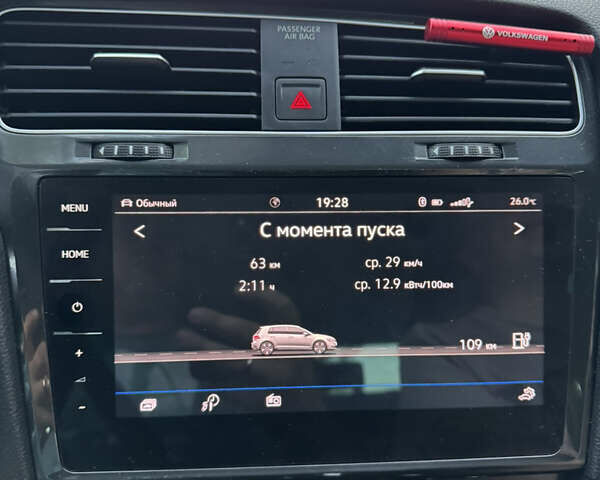 PASSENGER
AIR BAG
VOLKSWAGEN
MENU
HOME
Обычный
19:28
26.0°C
< С момента пуска >
63 км
ср. 29 км/ч
2:11 ч
ср. 12.9 кВтч/100км
109 км
+
-